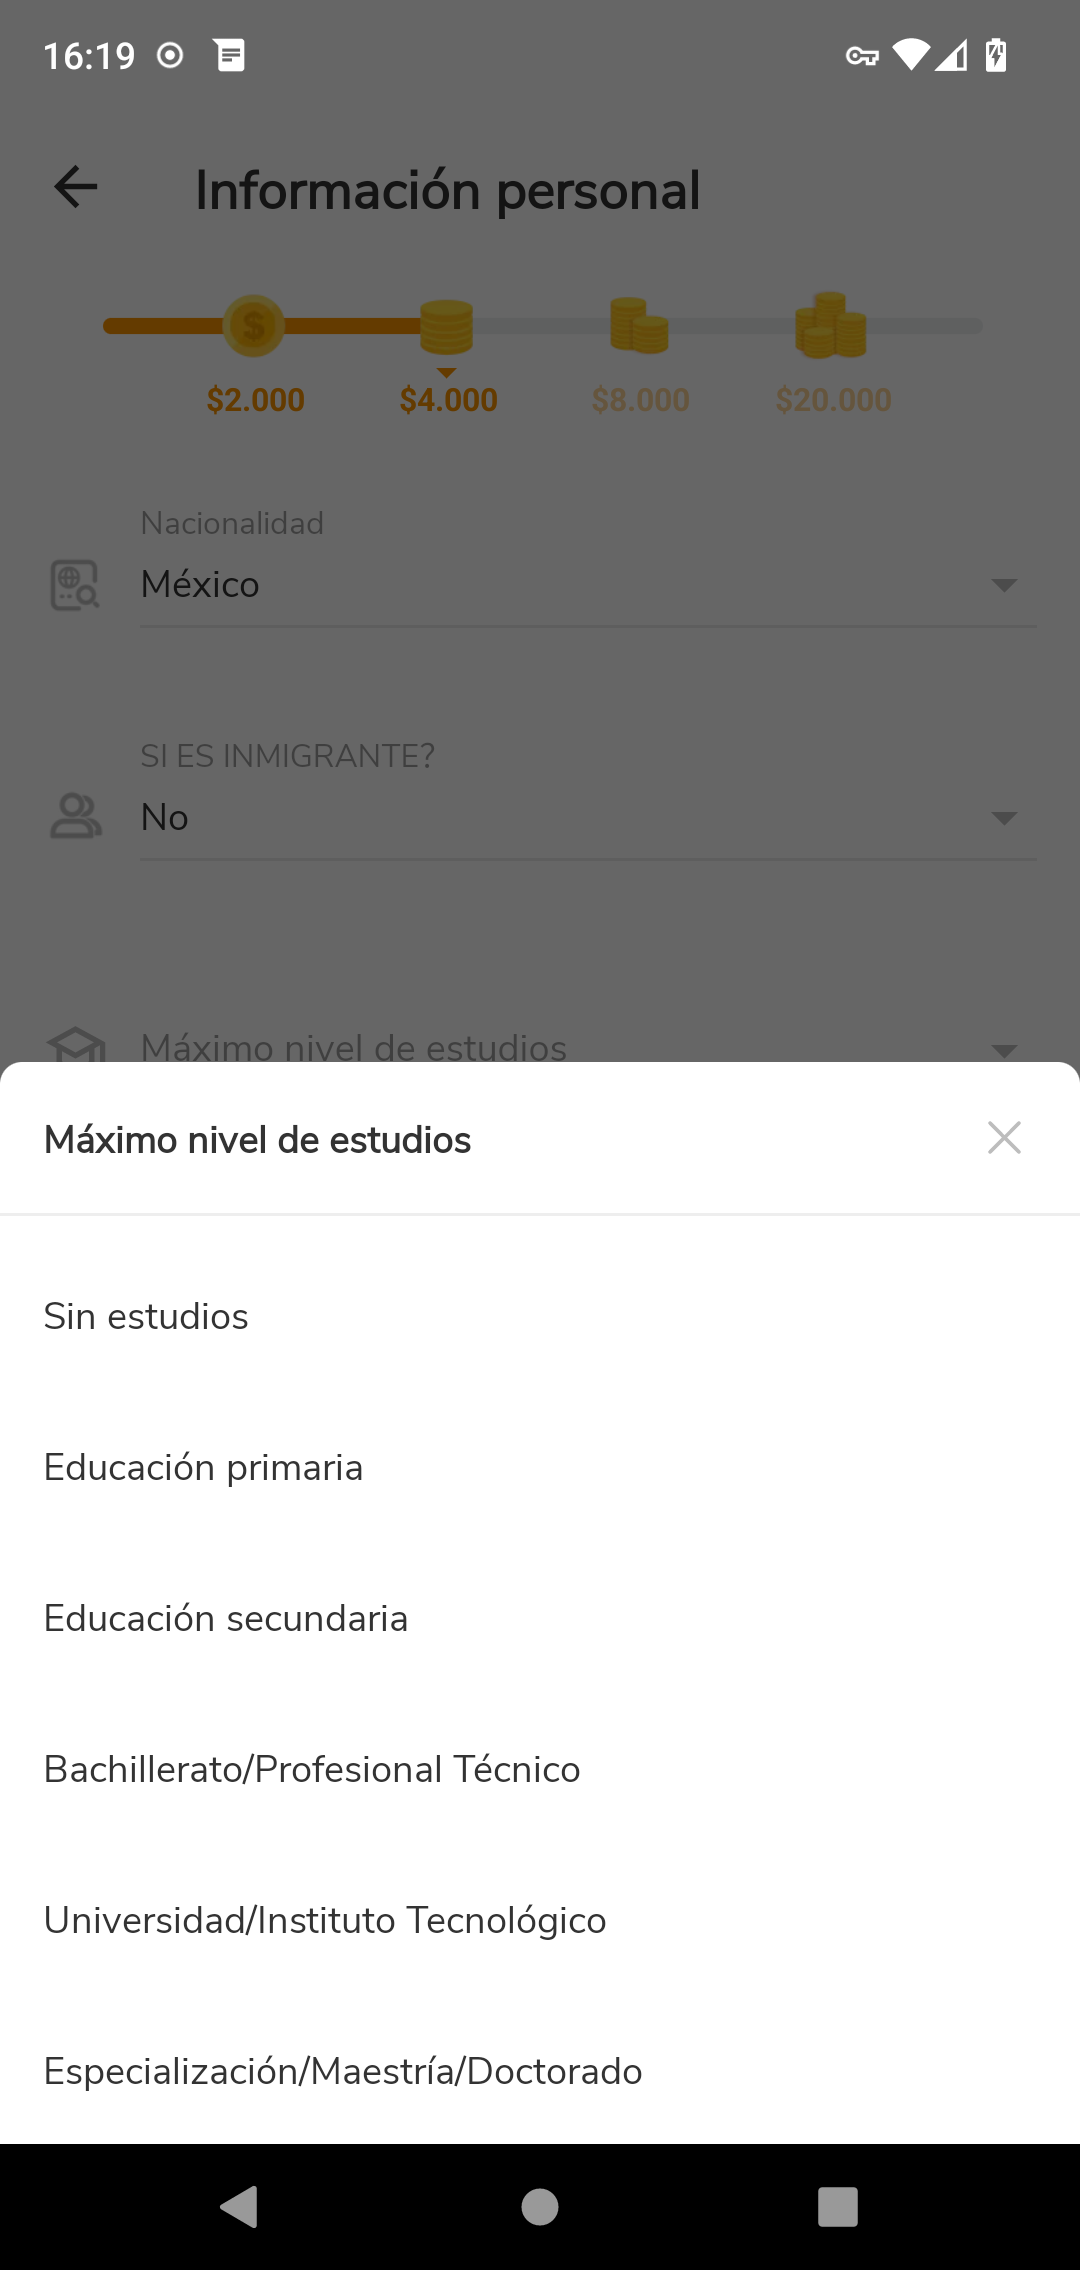 16:19
Información personal
$2.000 $4.000 $8.000 $20.000
Nacionalidad
México
SI ES INMIGRANTE?
No
Máximo nivel de estudios
Máximo nivel de estudios
Sin estudios
Educación primaria
Educación secundaria
Bachillerato/Profesional Técnico
Universidad/Instituto Tecnológico
Especialización/Maestría/Doctorado